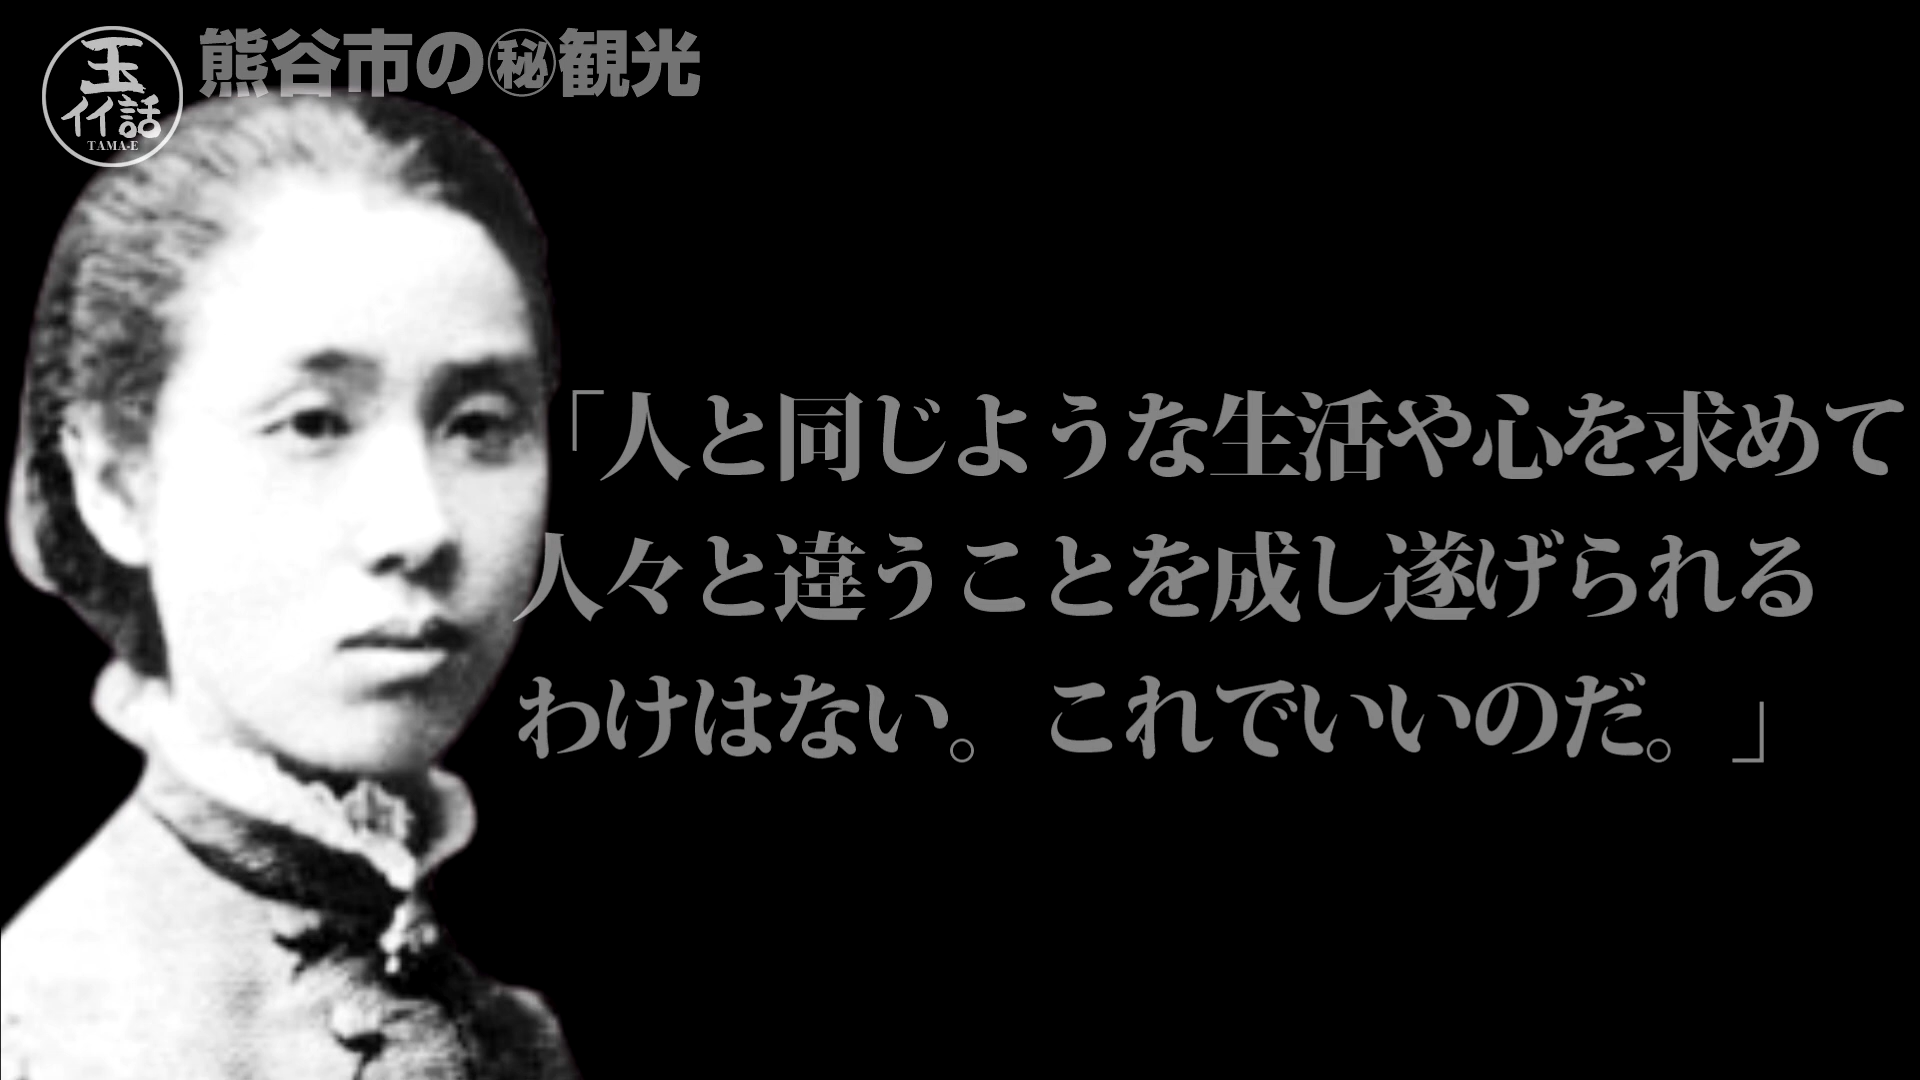 玉
イイ話
TAMA-E
熊谷市の㊙観光
「人と同じような生活や心を求めて
人々と違うことを成し遂げられる
わけはない。これでいいのだ。」